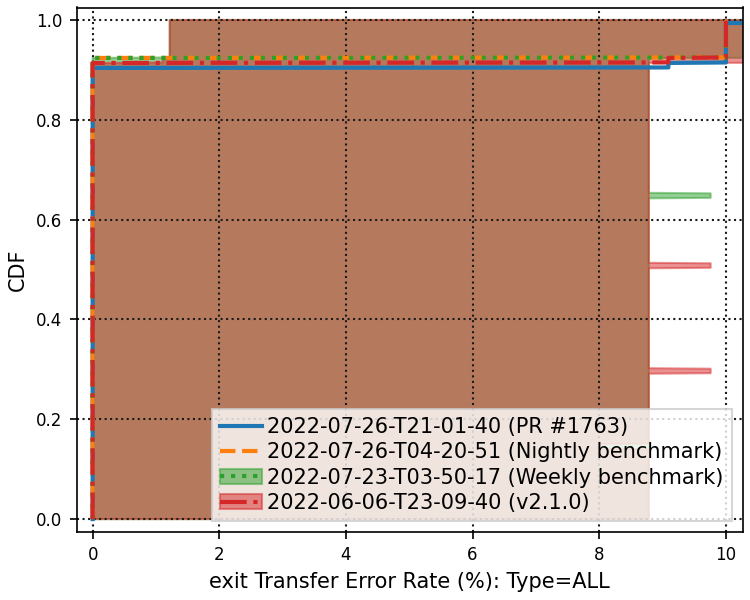 1.0
0.8
0.6
0.4
0.2
0.0
CDF
2022-07-26-T21-01-40 (PR #1763)
2022-07-26-T04-20-51 (Nightly benchmark)
2022-07-23-T03-50-17 (Weekly benchmark)
2022-06-06-T23-09-40 (v2.1.0)
0 2 4 6 8 10
exit Transfer Error Rate (%): Type=ALL